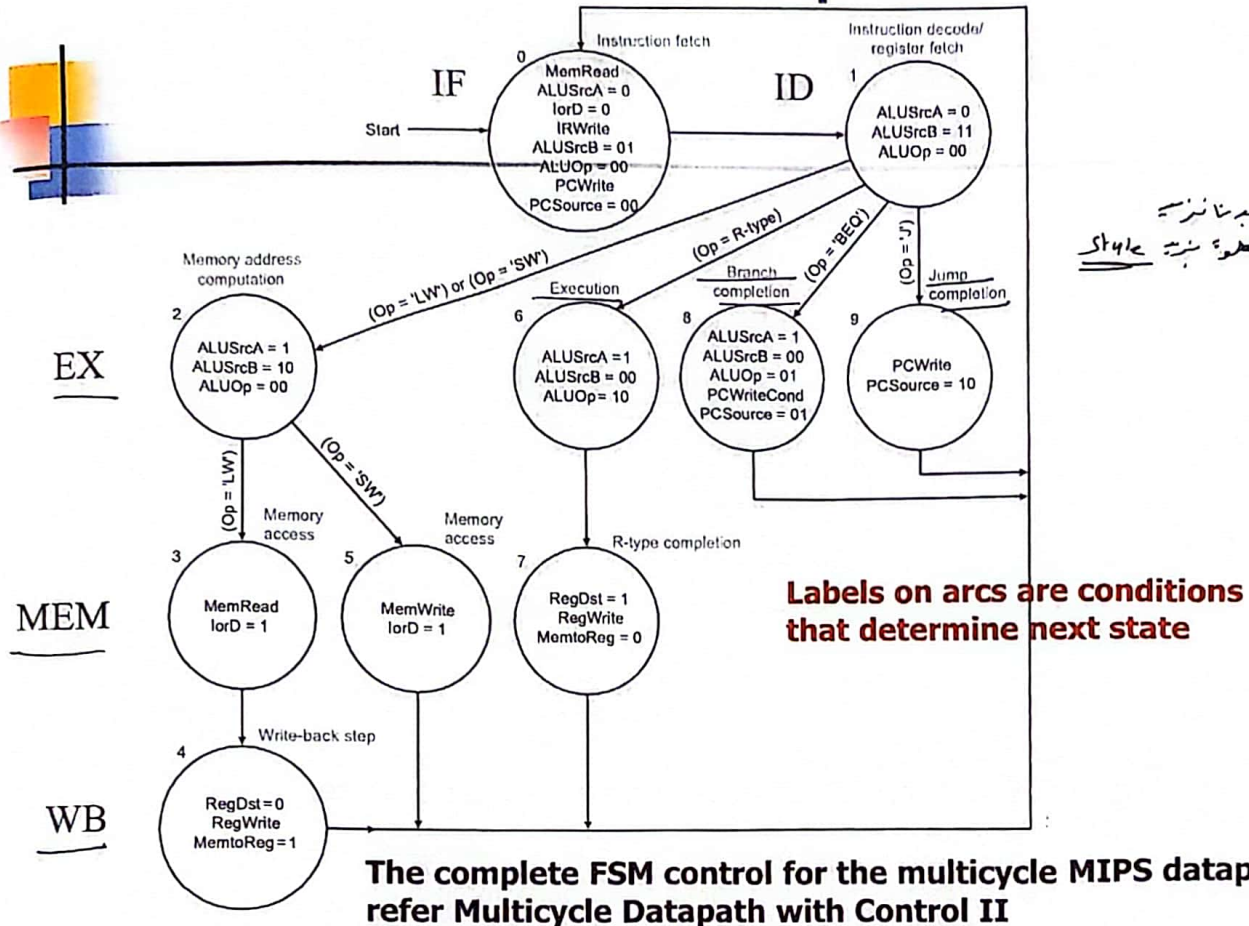 Instruction fetch
Instruction decode/
register fetch
IF
0
MemRead
ALUSrcA = 0
IorD = 0
IRWrite
ALUSrcB = 01
ALUOp = 00
PCWrite
PCSource = 00
Start
ID
1
ALUSrcA = 0
ALUSrcB = 11
ALUOp = 00
Style
(Op = 'LW') or (Op = 'SW')
(Op = R-type)
(Op = 'BEQ')
(Op = 'J')
Memory address
computation
Execution
Branch
completion
Jump
completion
EX
2
ALUSrcA = 1
ALUSrcB = 10
ALUOp = 00
6
ALUSrcA =1
ALUSrcB = 00
ALUOp= 10
8
ALUSrcA = 1
ALUSrcB = 00
ALUOp = 01
PCWriteCond
PCSource = 01
9
PCWrite
PCSource = 10
(Op = 'LW')
(Op = 'SW')
Memory
access
Memory
access
R-type completion
MEM
3
MemRead
IorD = 1
5
MemWrite
IorD = 1
7
RegDst = 1
RegWrite
MemtoReg = 0
Labels on arcs are conditions
that determine next state
Write-back step
WB
4
RegDst=0
RegWrite
MemtoReg=1
The complete FSM control for the multicycle MIPS datap
refer Multicycle Datapath with Control II